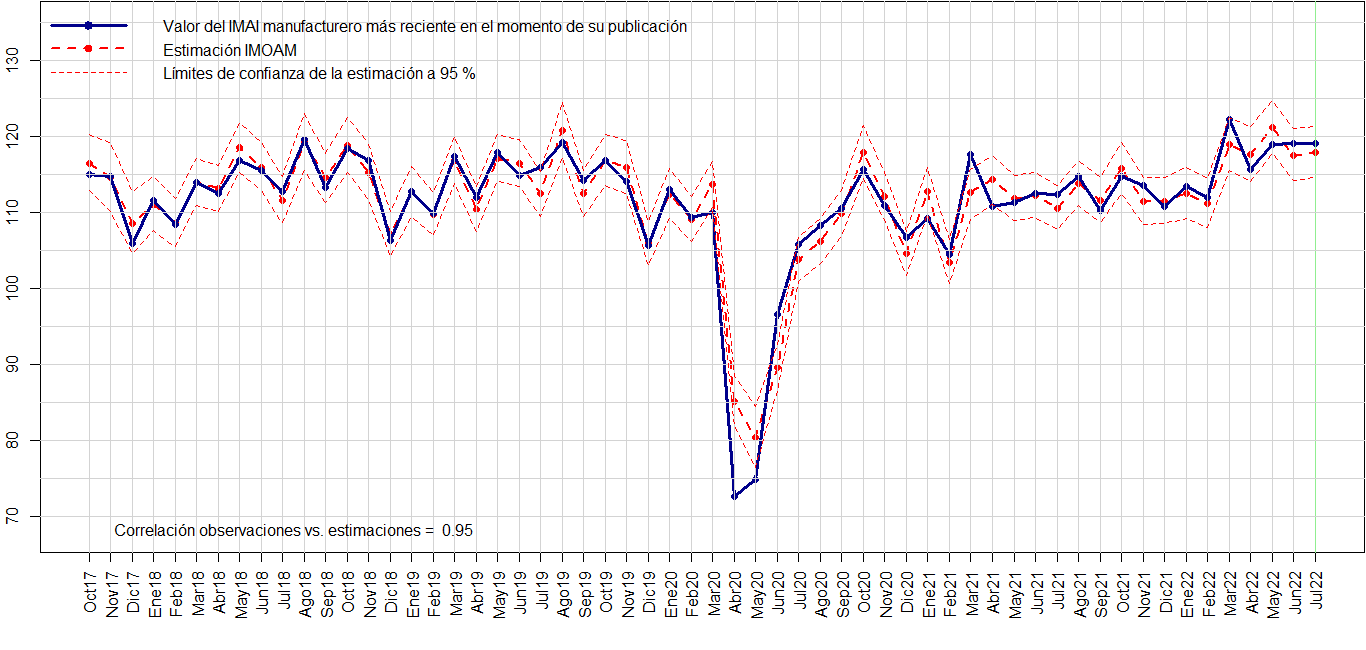 Valor del IMAI manufacturero más reciente en el momento de su publicación
Estimación IMOAM
Límites de confianza de la estimación a 95 %
130
120
110
100
90
80
70
Correlación observaciones vs. estimaciones = 0.95
Oct17
Nov17
Dic17
Ene18
Feb18
Mar18
Abr18
May18
Jun18
Jul18
Ago18
Sep18
Oct18
Nov18
Dic18
Ene19
Feb19
Mar19
Abr19
May19
Jun19
Jul19
Ago19
Sep19
Oct19
Nov19
Dic19
Ene20
Feb20
Mar20
Abr20
May20
Jun20
Jul20
Ago20
Sep20
Oct20
Nov20
Dic20
Ene21
Feb21
Mar21
Abr21
May21
Jun21
Jul21
Ago21
Sep21
Oct21
Nov21
Dic21
Ene22
Feb22
Mar22
Abr22
May22
Jun22
Jul22